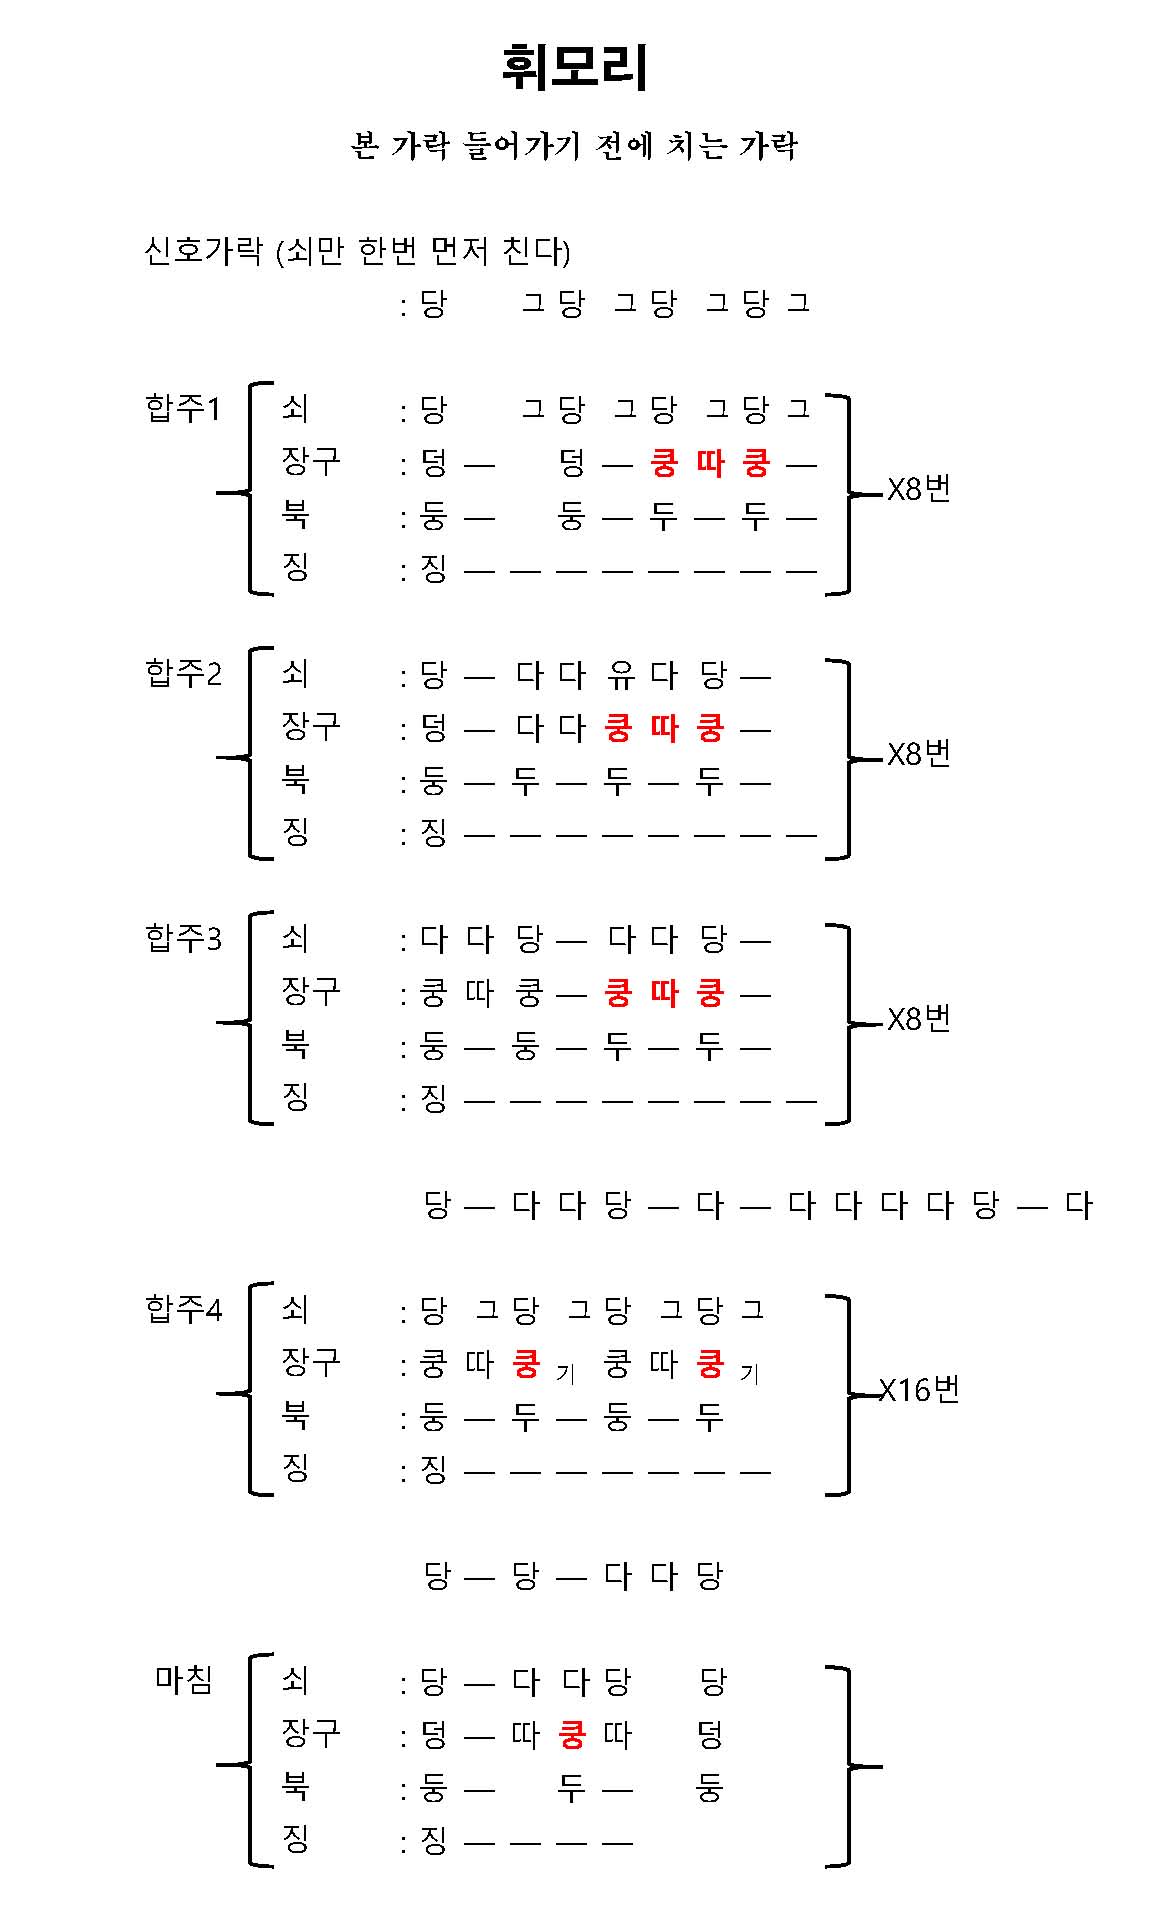 휘모리
본 가락 들어가기 전에 치는 가락
신호가락 (쇠만 한번 먼저 친다)
: 당 그 당 그 당 그 당 그
합주1 쇠 : 당 그 당 그 당 그 당 그
장구 : 덩 — 덩 — 쿵 따 쿵 —
북 : 둥 — 둥 — 두 — 두 —
징 : 징 — — — — — — — —
X8번
합주2 쇠 : 당 — 다 다 유 다 당 —
장구 : 덩 — 다 다 쿵 따 쿵 —
북 : 둥 — 두 — 두 — 두 —
징 : 징 — — — — — — — —
X8번
합주3 쇠 : 다 다 당 — 다 다 당 —
장구 : 쿵 따 쿵 — 쿵 따 쿵 —
북 : 둥 — 둥 — 두 — 두 —
징 : 징 — — — — — — — —
X8번
당 — 다 다 당 — 다 — 다 다 다 다 당 — 다
합주4 쇠 : 당 그 당 그 당 그 당 그
장구 : 쿵 따 쿵 기 쿵 따 쿵 기
북 : 둥 — 두 — 둥 — 두
징 : 징 — — — — — — —
X16번
당 — 당 — 다 다 당
마침 쇠 : 당 — 다 다 당 당
장구 : 덩 — 따 쿵 따 덩
북 : 둥 — 두 — 둥
징 : 징 — — — —